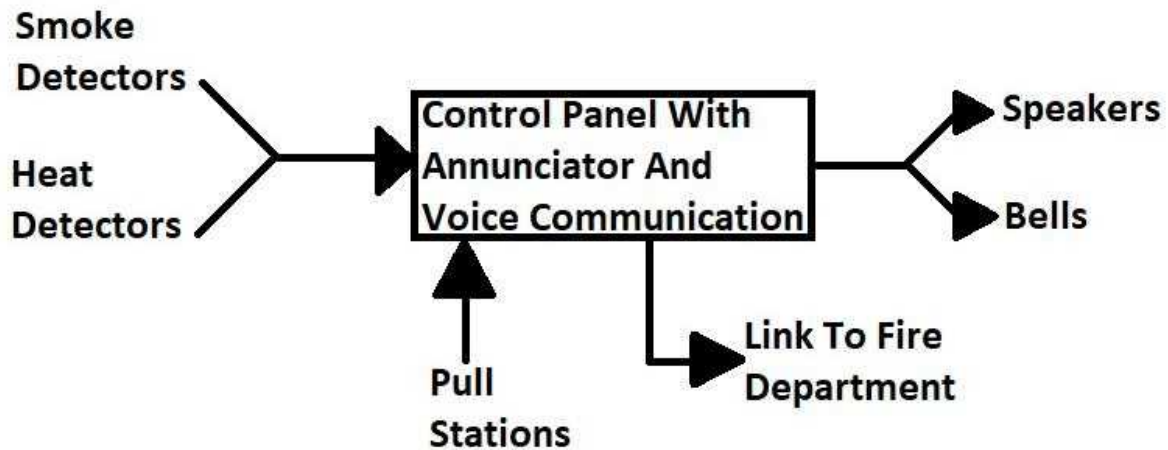 Smoke
Detectors
Heat
Detectors
Control Panel With
Annunciator And
Voice Communication
Speakers
Bells
Pull
Stations
Link To Fire
Department